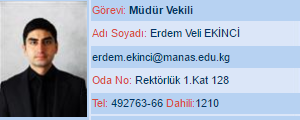 Görevi: Müdür Vekili
Adı Soyadı: Erdem Veli EKİNCİ
erdem.ekinci@manas.edu.kg
Oda No: Rektörlük 1.Kat 128
Tel: 492763-66 Dahili:1210